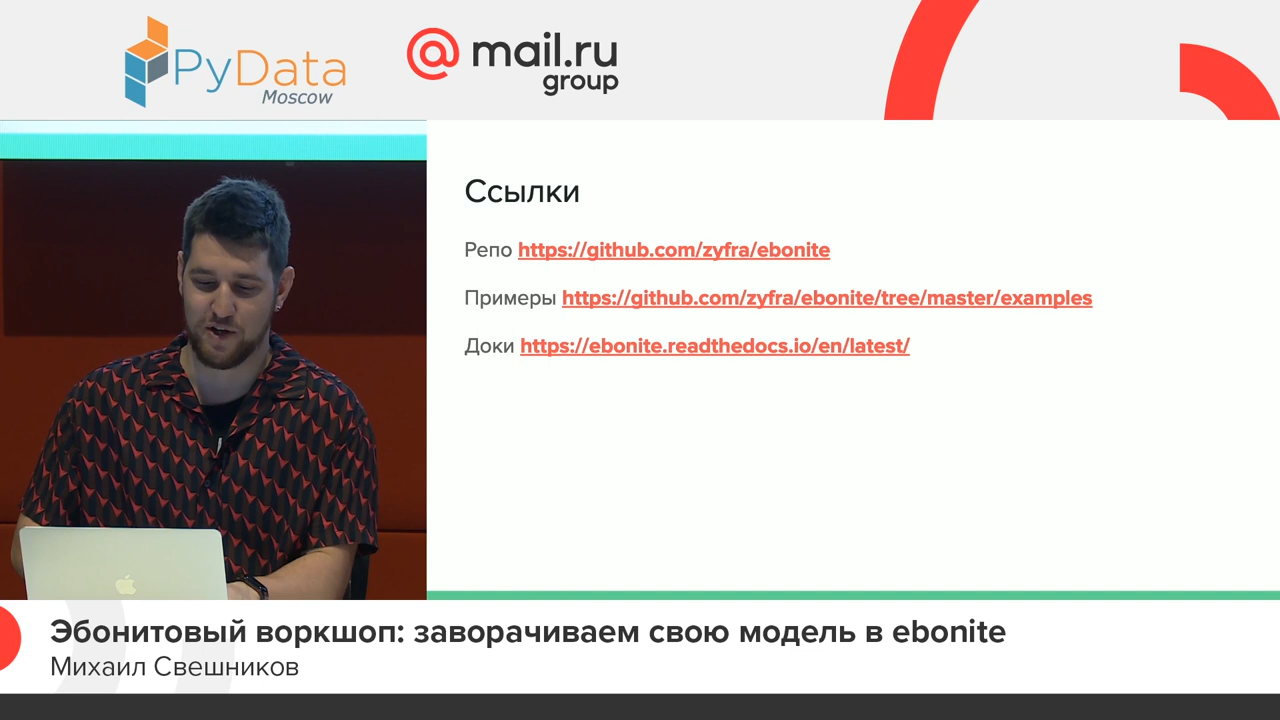 PyData
Moscow
@mail.ru
group
Ссылки
Репо https://github.com/zyfra/ebonite
Примеры https://github.com/zyfra/ebonite/tree/master/examples
Доки https://ebonite.readthedocs.io/en/latest/
Эбонитовый воркшоп: заворачиваем свою модель в ebonite
Михаил Свешников